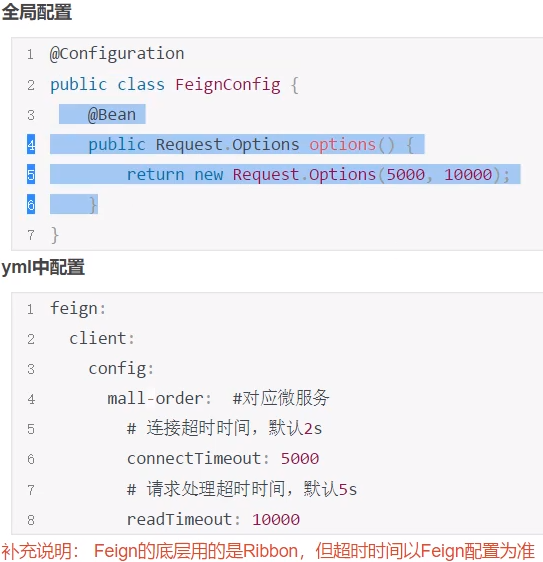 全局配置
1 @Configuration
2 public class FeignConfig {
3     @Bean
4     public Request.Options options() {
5         return new Request.Options(5000, 10000);
6     }
7 }
yml中配置
1 feign:
2   client:
3     config:
4       mall-order:  #对应微服务
5         # 连接超时时间，默认2s
6         connectTimeout: 5000
7         # 请求处理超时时间，默认5s
8         readTimeout: 10000
补充说明： Feign的底层用的是Ribbon，但超时时间以Feign配置为准